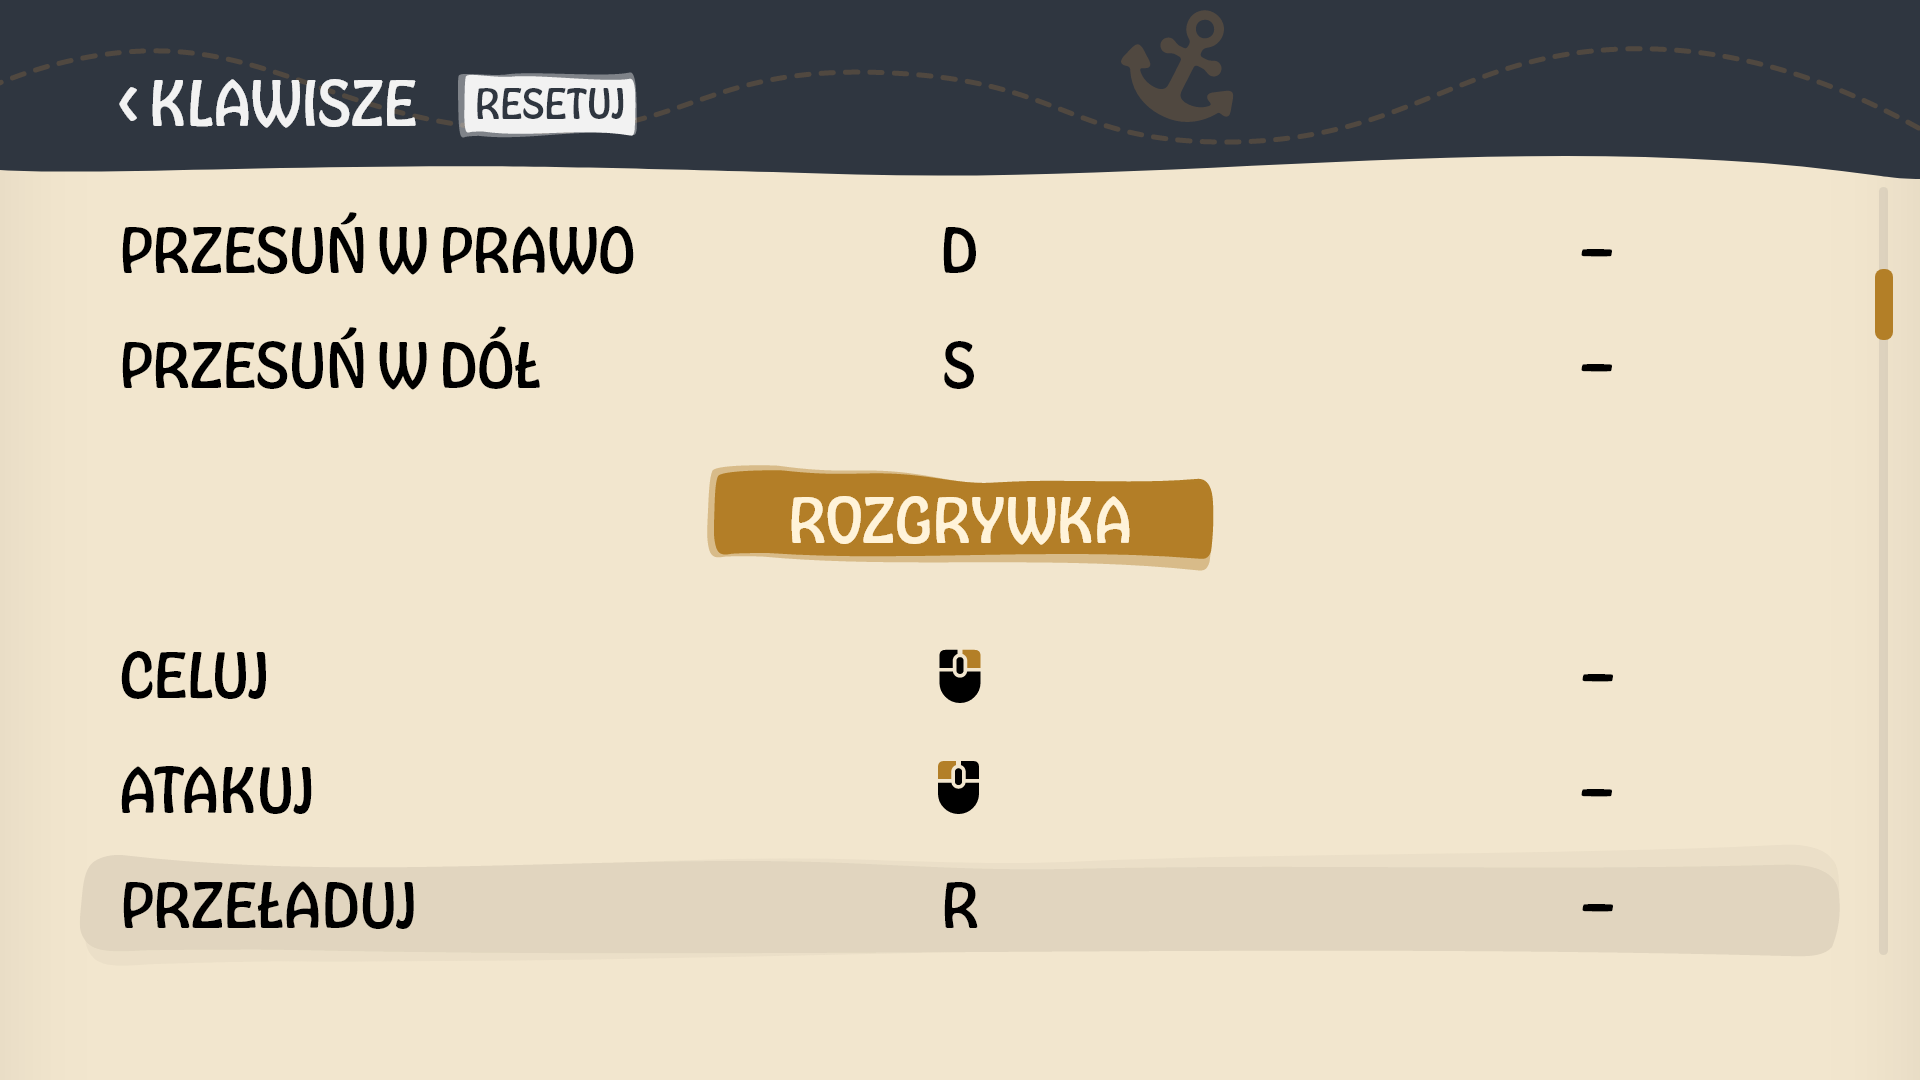 ‹ KLAWISZE RESETUJ
PRZESUŃ W PRAWO D –
PRZESUŃ W DÓŁ S –
ROZGRYWKA
CELUJ –
ATAKUJ –
PRZEŁADUJ R –